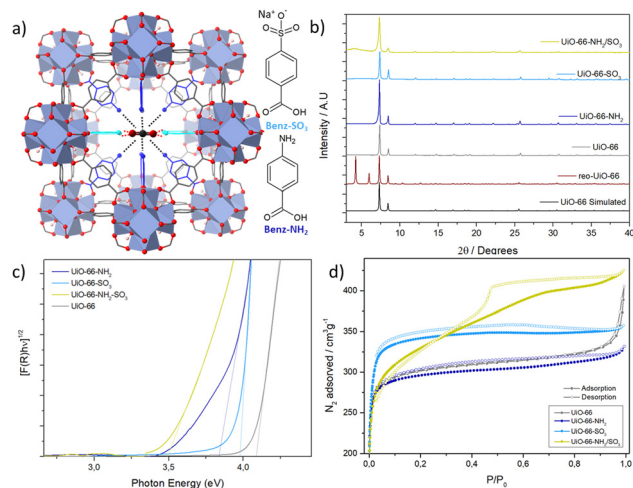 a)
Na⁺ O⁻
O=S=O
O OH
Benz-SO₃
NH₂
O OH
Benz-NH₂
b)
Intensity / A.U
UiO-66-NH₂/SO₃
UiO-66-SO₃
UiO-66-NH₂
UiO-66
reo-UiO-66
UiO-66 Simulated
5 10 15 20 25 30 35 40
2θ / Degrees
c)
[F(R)hν]^1/2
UiO-66-NH₂
UiO-66-SO₃
UiO-66-NH₂-SO₃
UiO-66
3,0 3,5 4,0
Photon Energy (eV)
d)
N₂ adsorved / cm³g⁻¹
400
350
300
250
200
Adsorption
Desorption
UiO-66
UiO-66-NH₂
UiO-66-SO₃
UiO-66-NH₂/SO₃
0,0 0,2 0,4 0,6 0,8 1,0
P/P₀